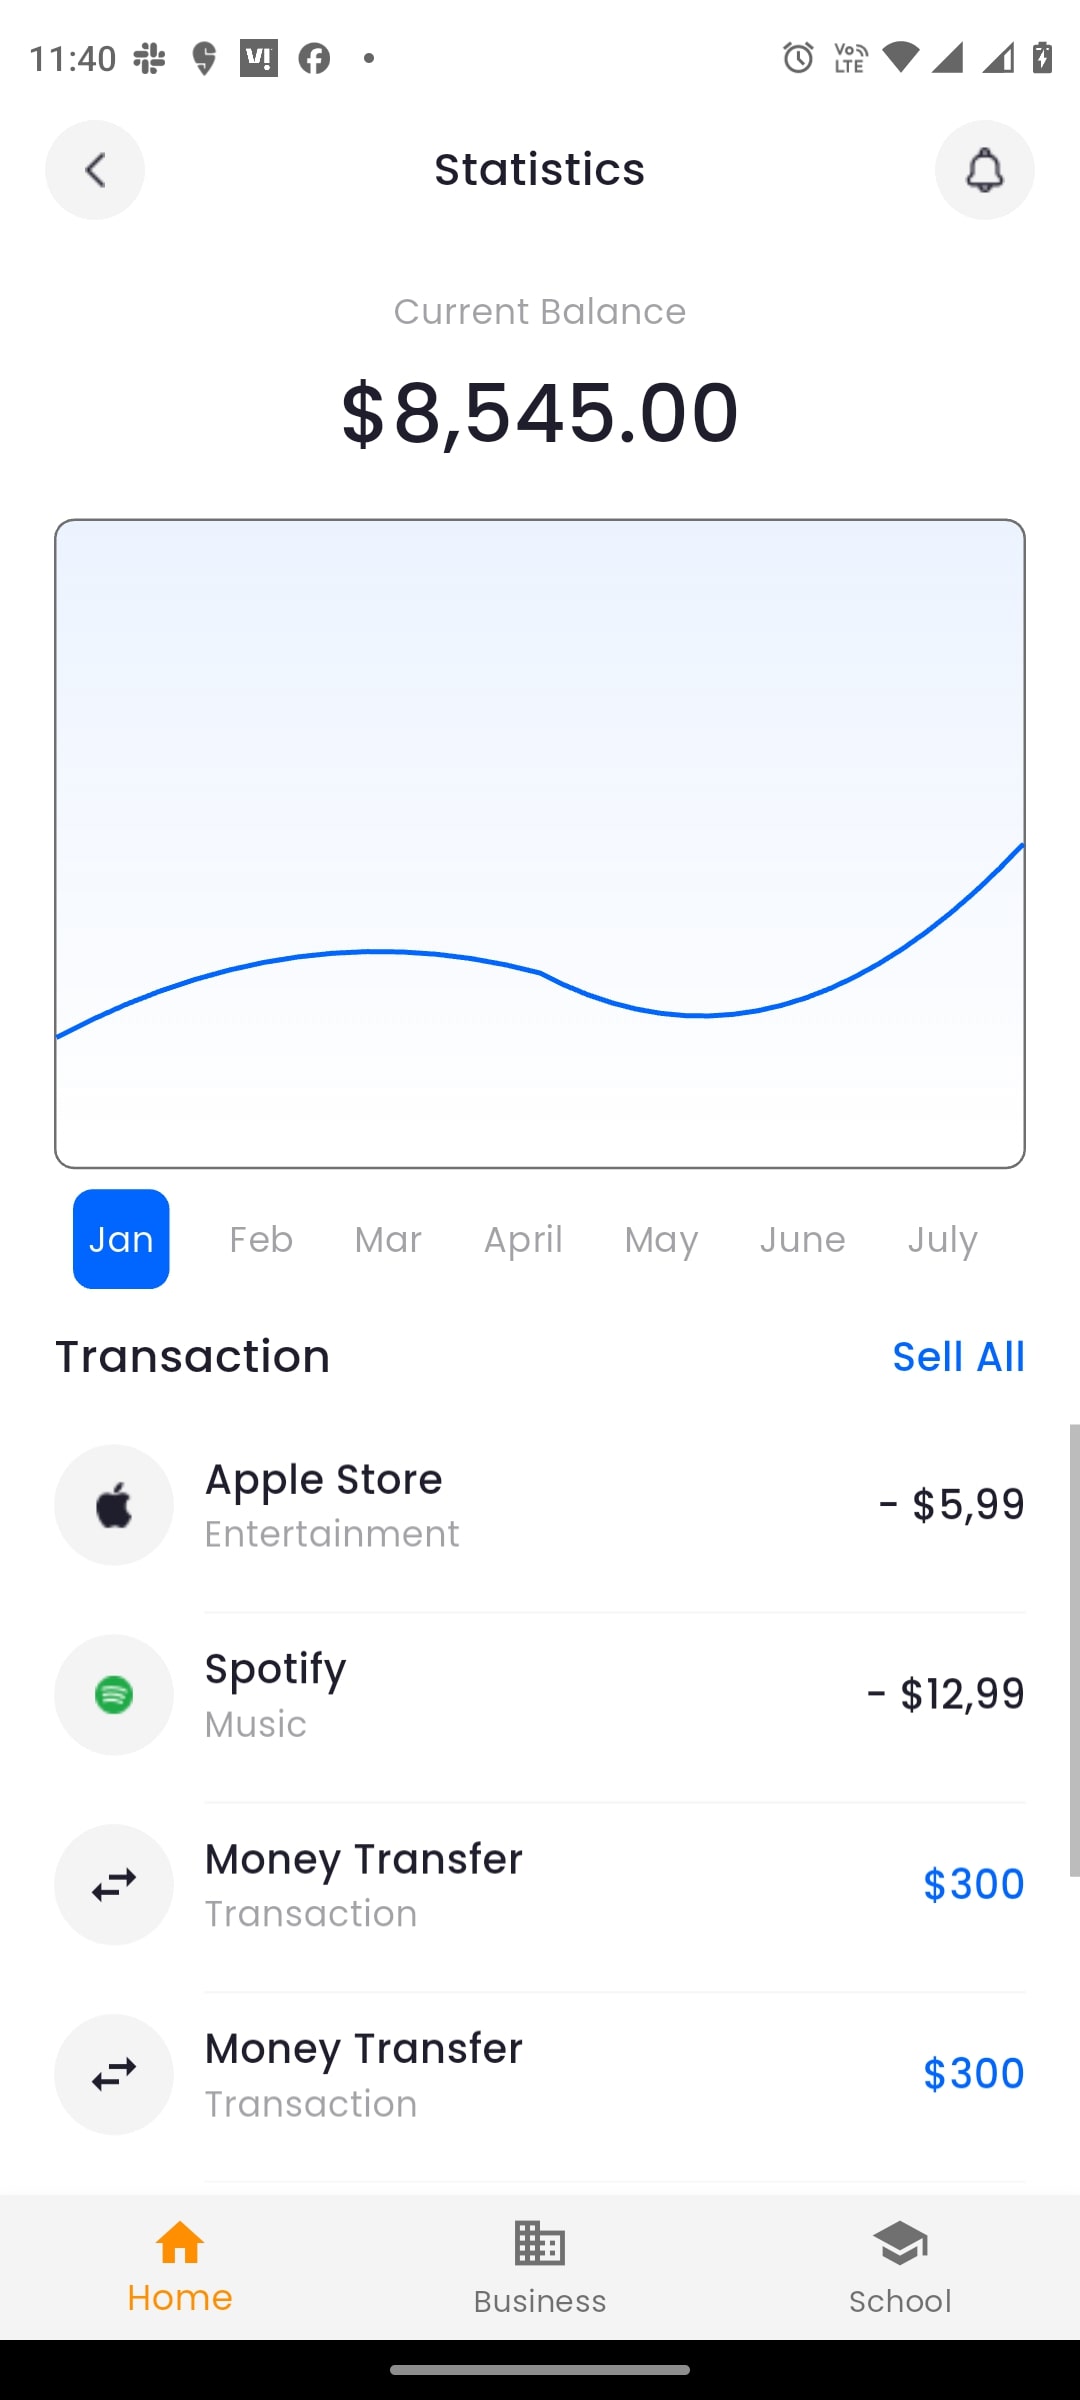 11:40
Vo
LTE
Statistics
Current Balance
$8,545.00
Jan Feb Mar April May June July
Transaction Sell All
Apple Store
Entertainment
- $5,99
Spotify
Music
- $12,99
Money Transfer
Transaction
$300
Money Transfer
Transaction
$300
Home Business School